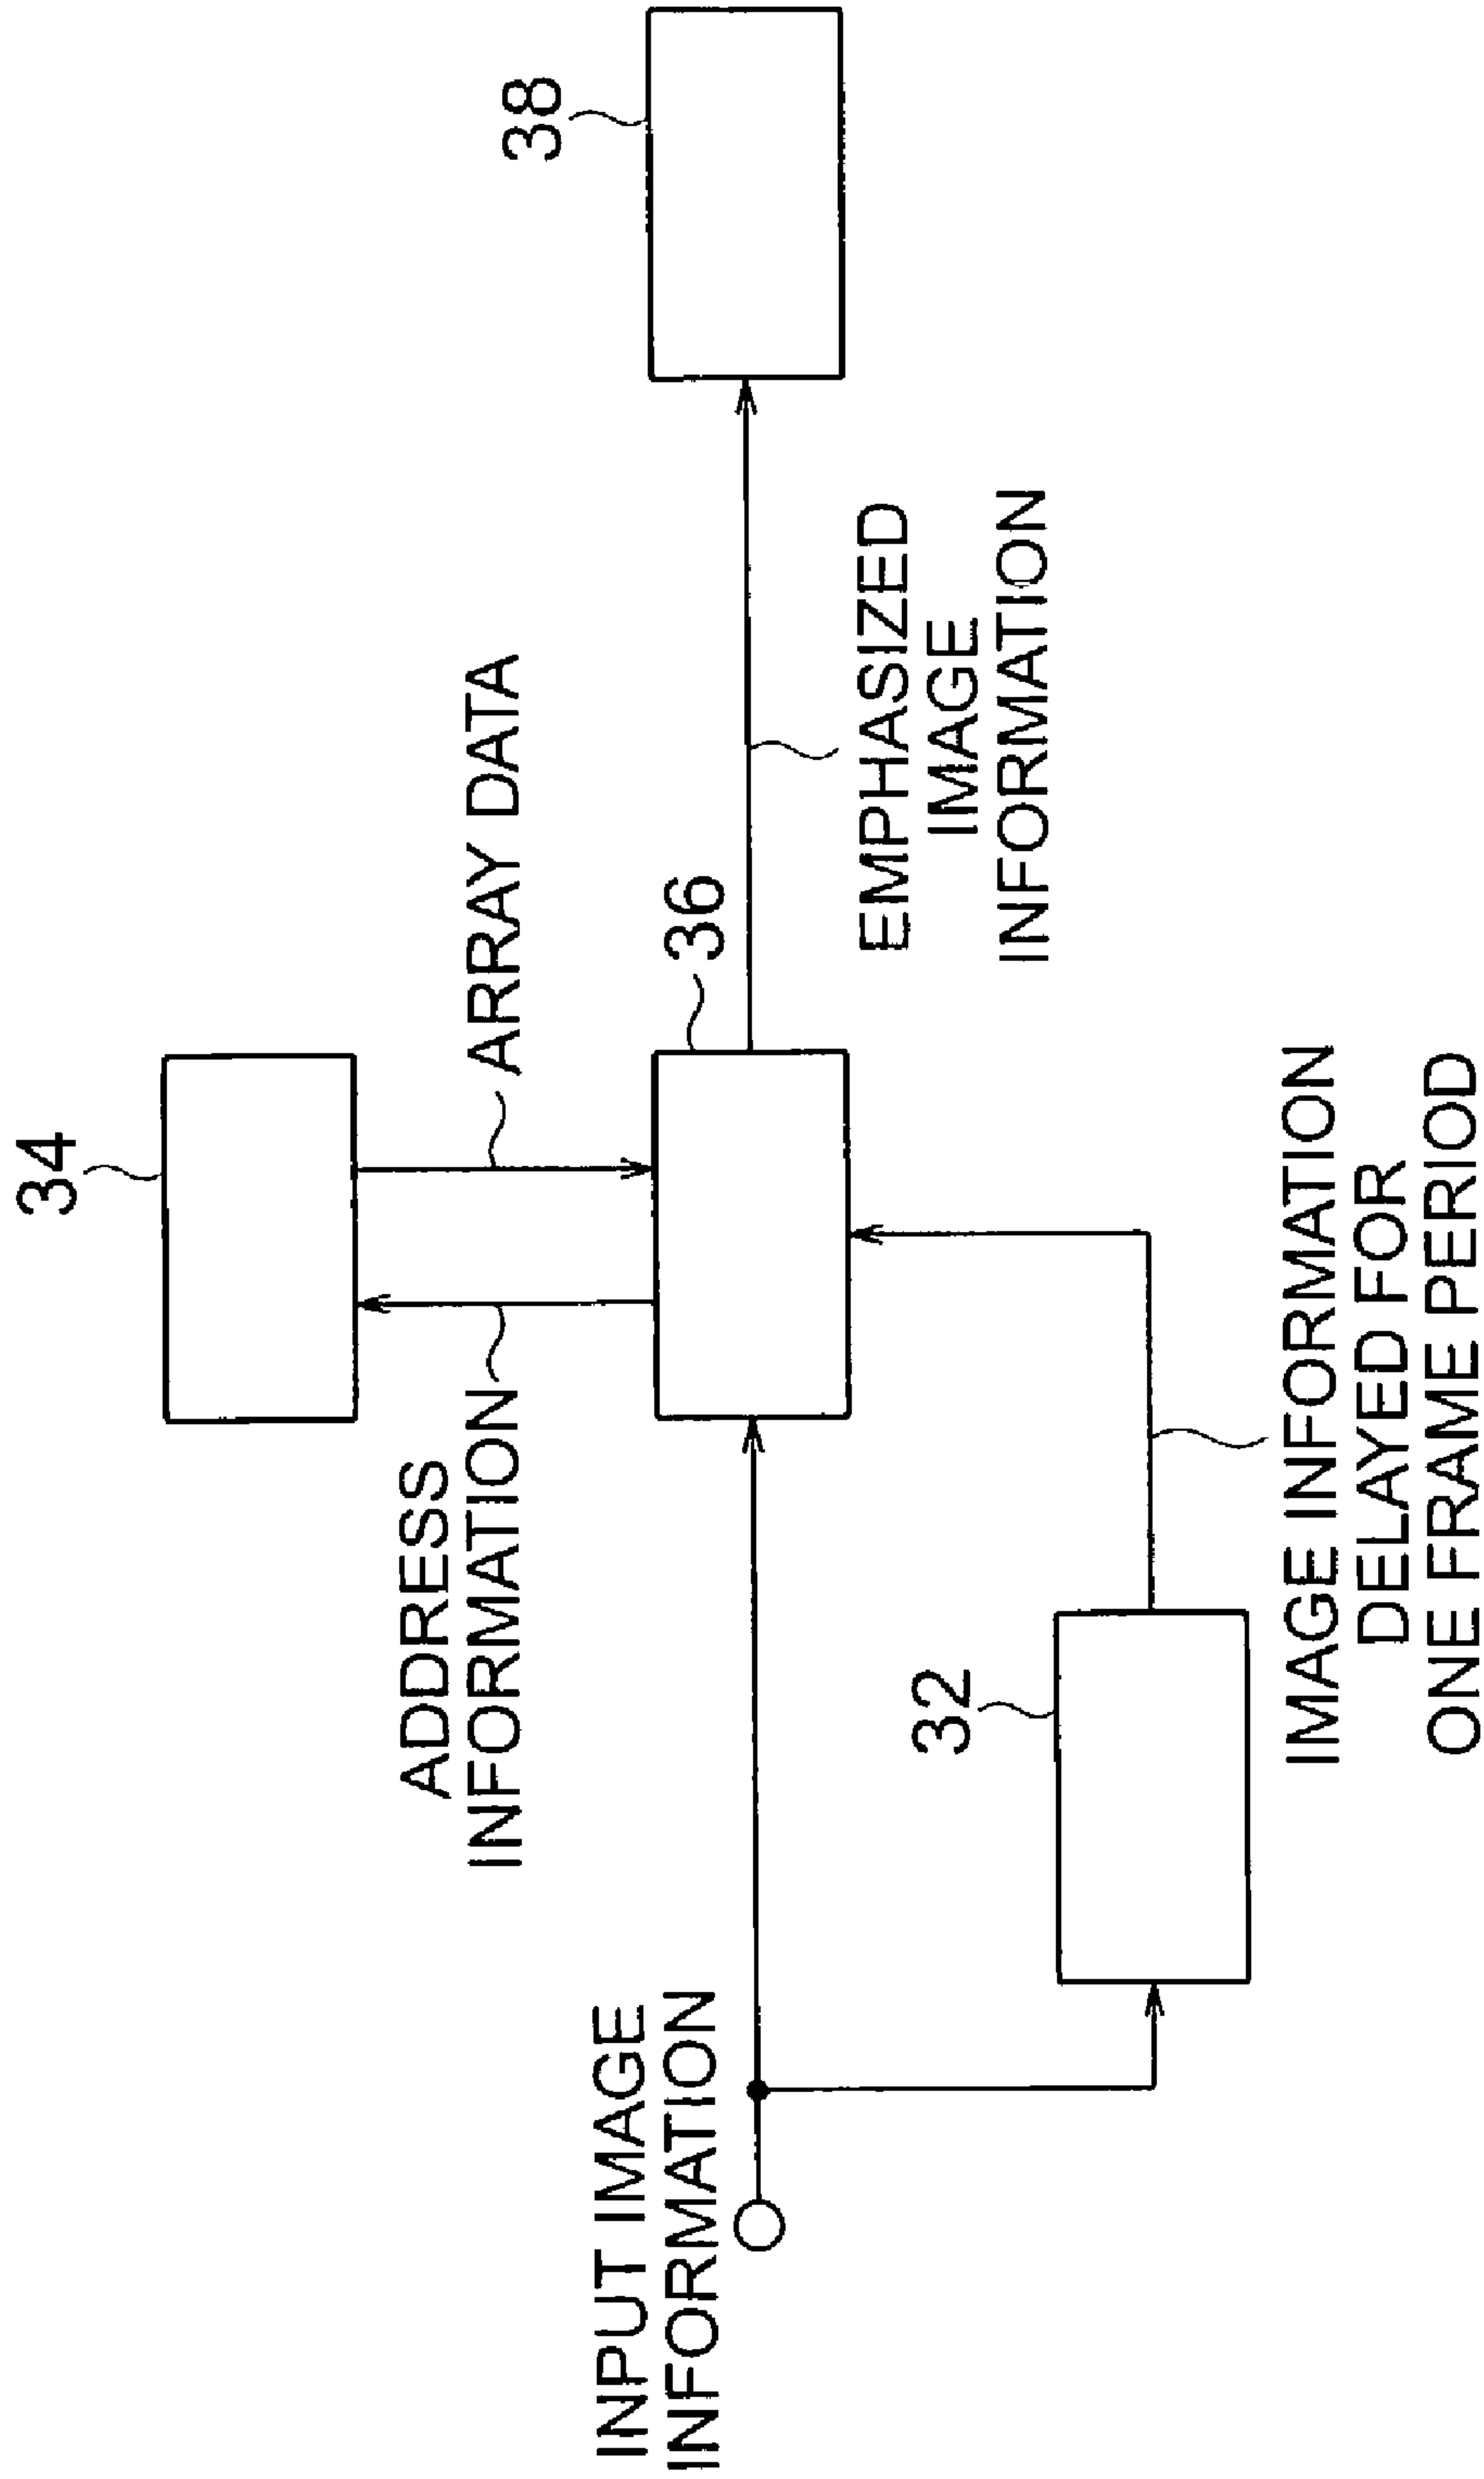 34
ARRAY DATA
ADDRESS
INFORMATION
38
36
INPUT IMAGE
INFORMATION
EMPHASIZED
IMAGE
INFORMATION
32
IMAGE INFORMATION
DELAYED FOR
ONE FRAME PERIOD